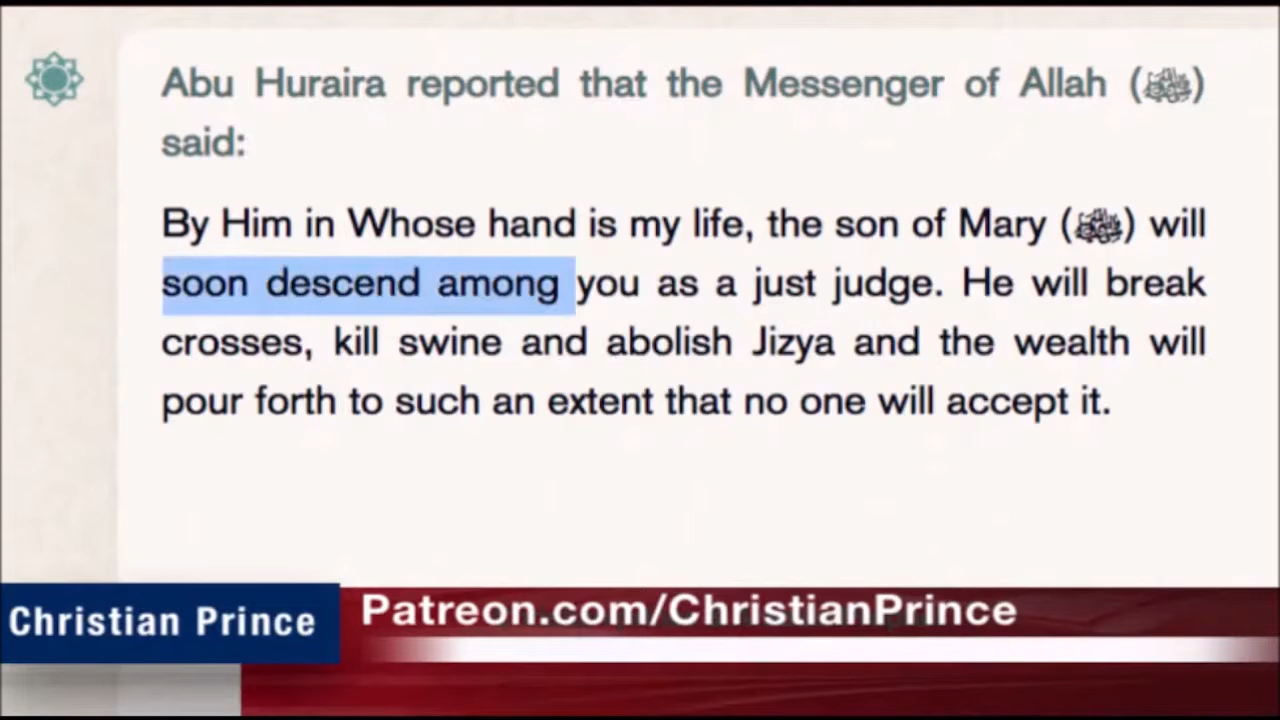 Abu Huraira reported that the Messenger of Allah (ﷺ)
said:
By Him in Whose hand is my life, the son of Mary (ﷺ) will
soon descend among you as a just judge. He will break
crosses, kill swine and abolish Jizya and the wealth will
pour forth to such an extent that no one will accept it.
Christian Prince
Patreon.com/ChristianPrince